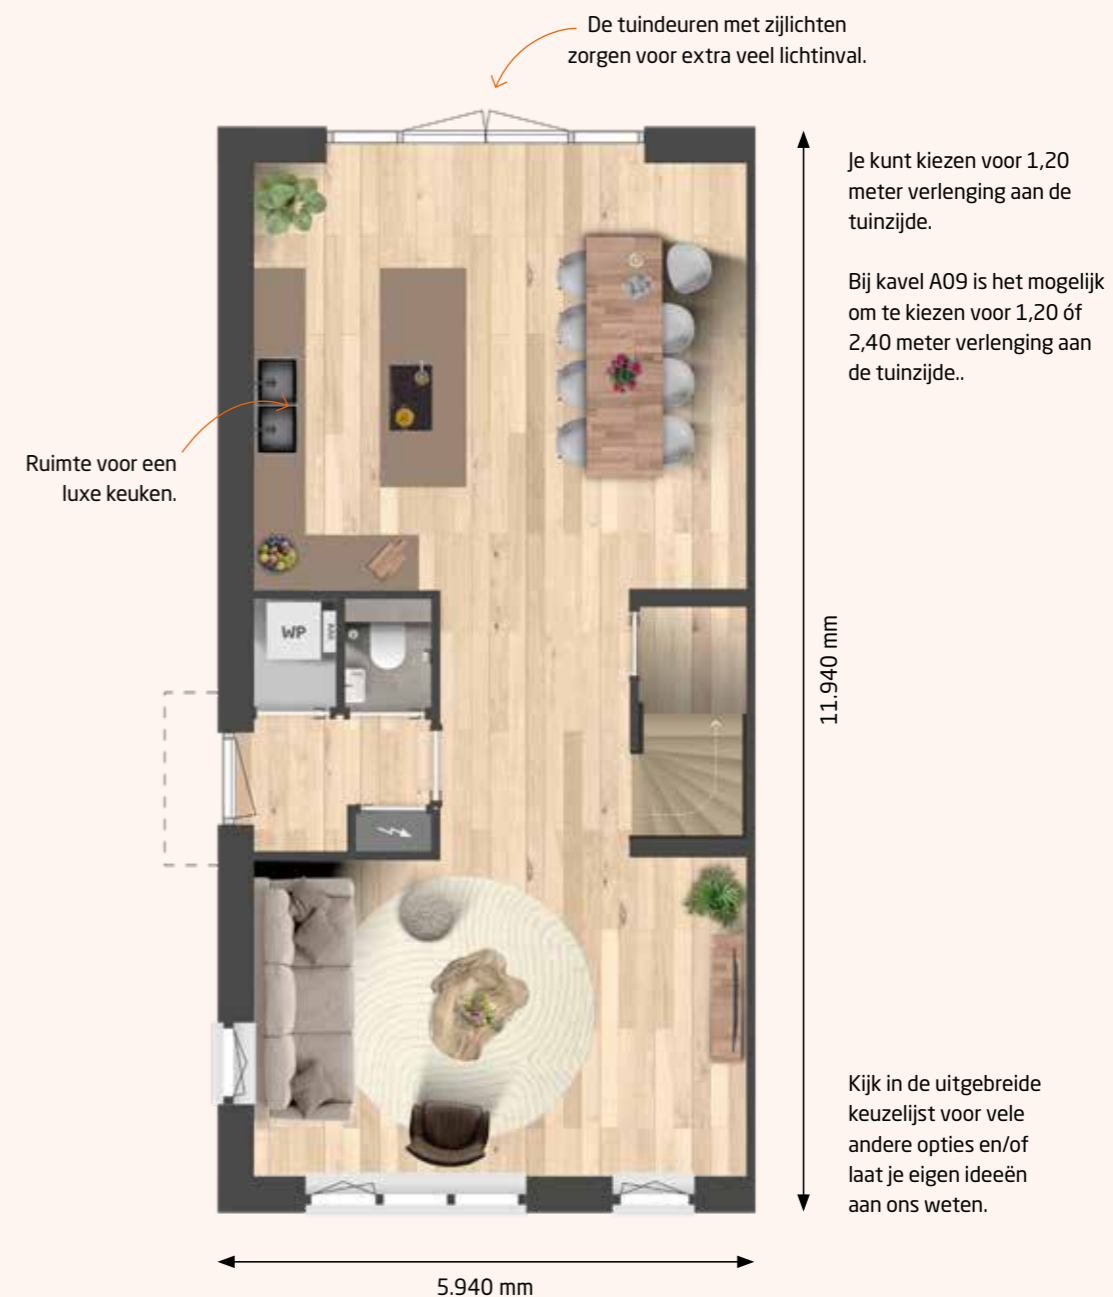 De tuindeuren met zijlichten
zorgen voor extra veel lichtinval.
Je kunt kiezen voor 1,20
meter verlenging aan de
tuinzijde.
Bij kavel A09 is het mogelijk
om te kiezen voor 1,20 óf
2,40 meter verlenging aan
de tuinzijde..
Ruimte voor een
luxe keuken.
WP
11.940 mm
Kijk in de uitgebreide
keuzelijst voor vele
andere opties en/of
laat je eigen ideeën
aan ons weten.
5.940 mm